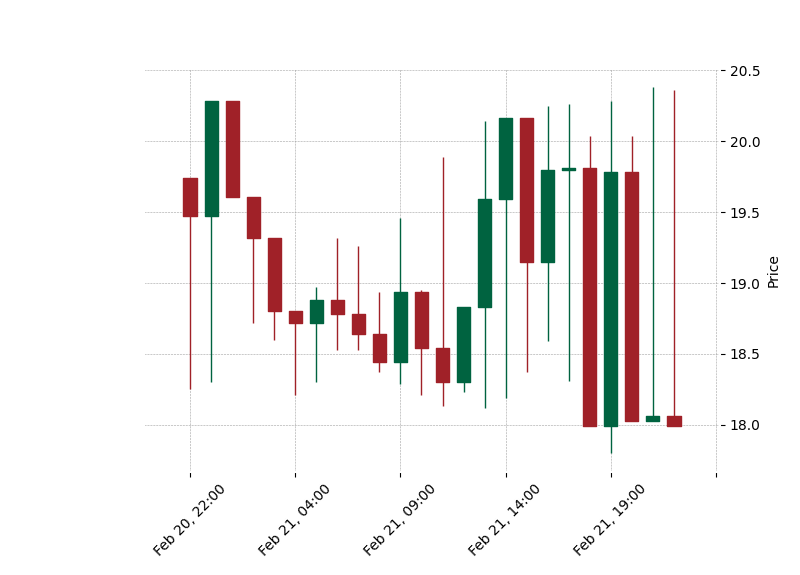 20.5
20.0
19.5
19.0
18.5
18.0
Price
Feb 20, 22:00
Feb 21, 04:00
Feb 21, 09:00
Feb 21, 14:00
Feb 21, 19:00